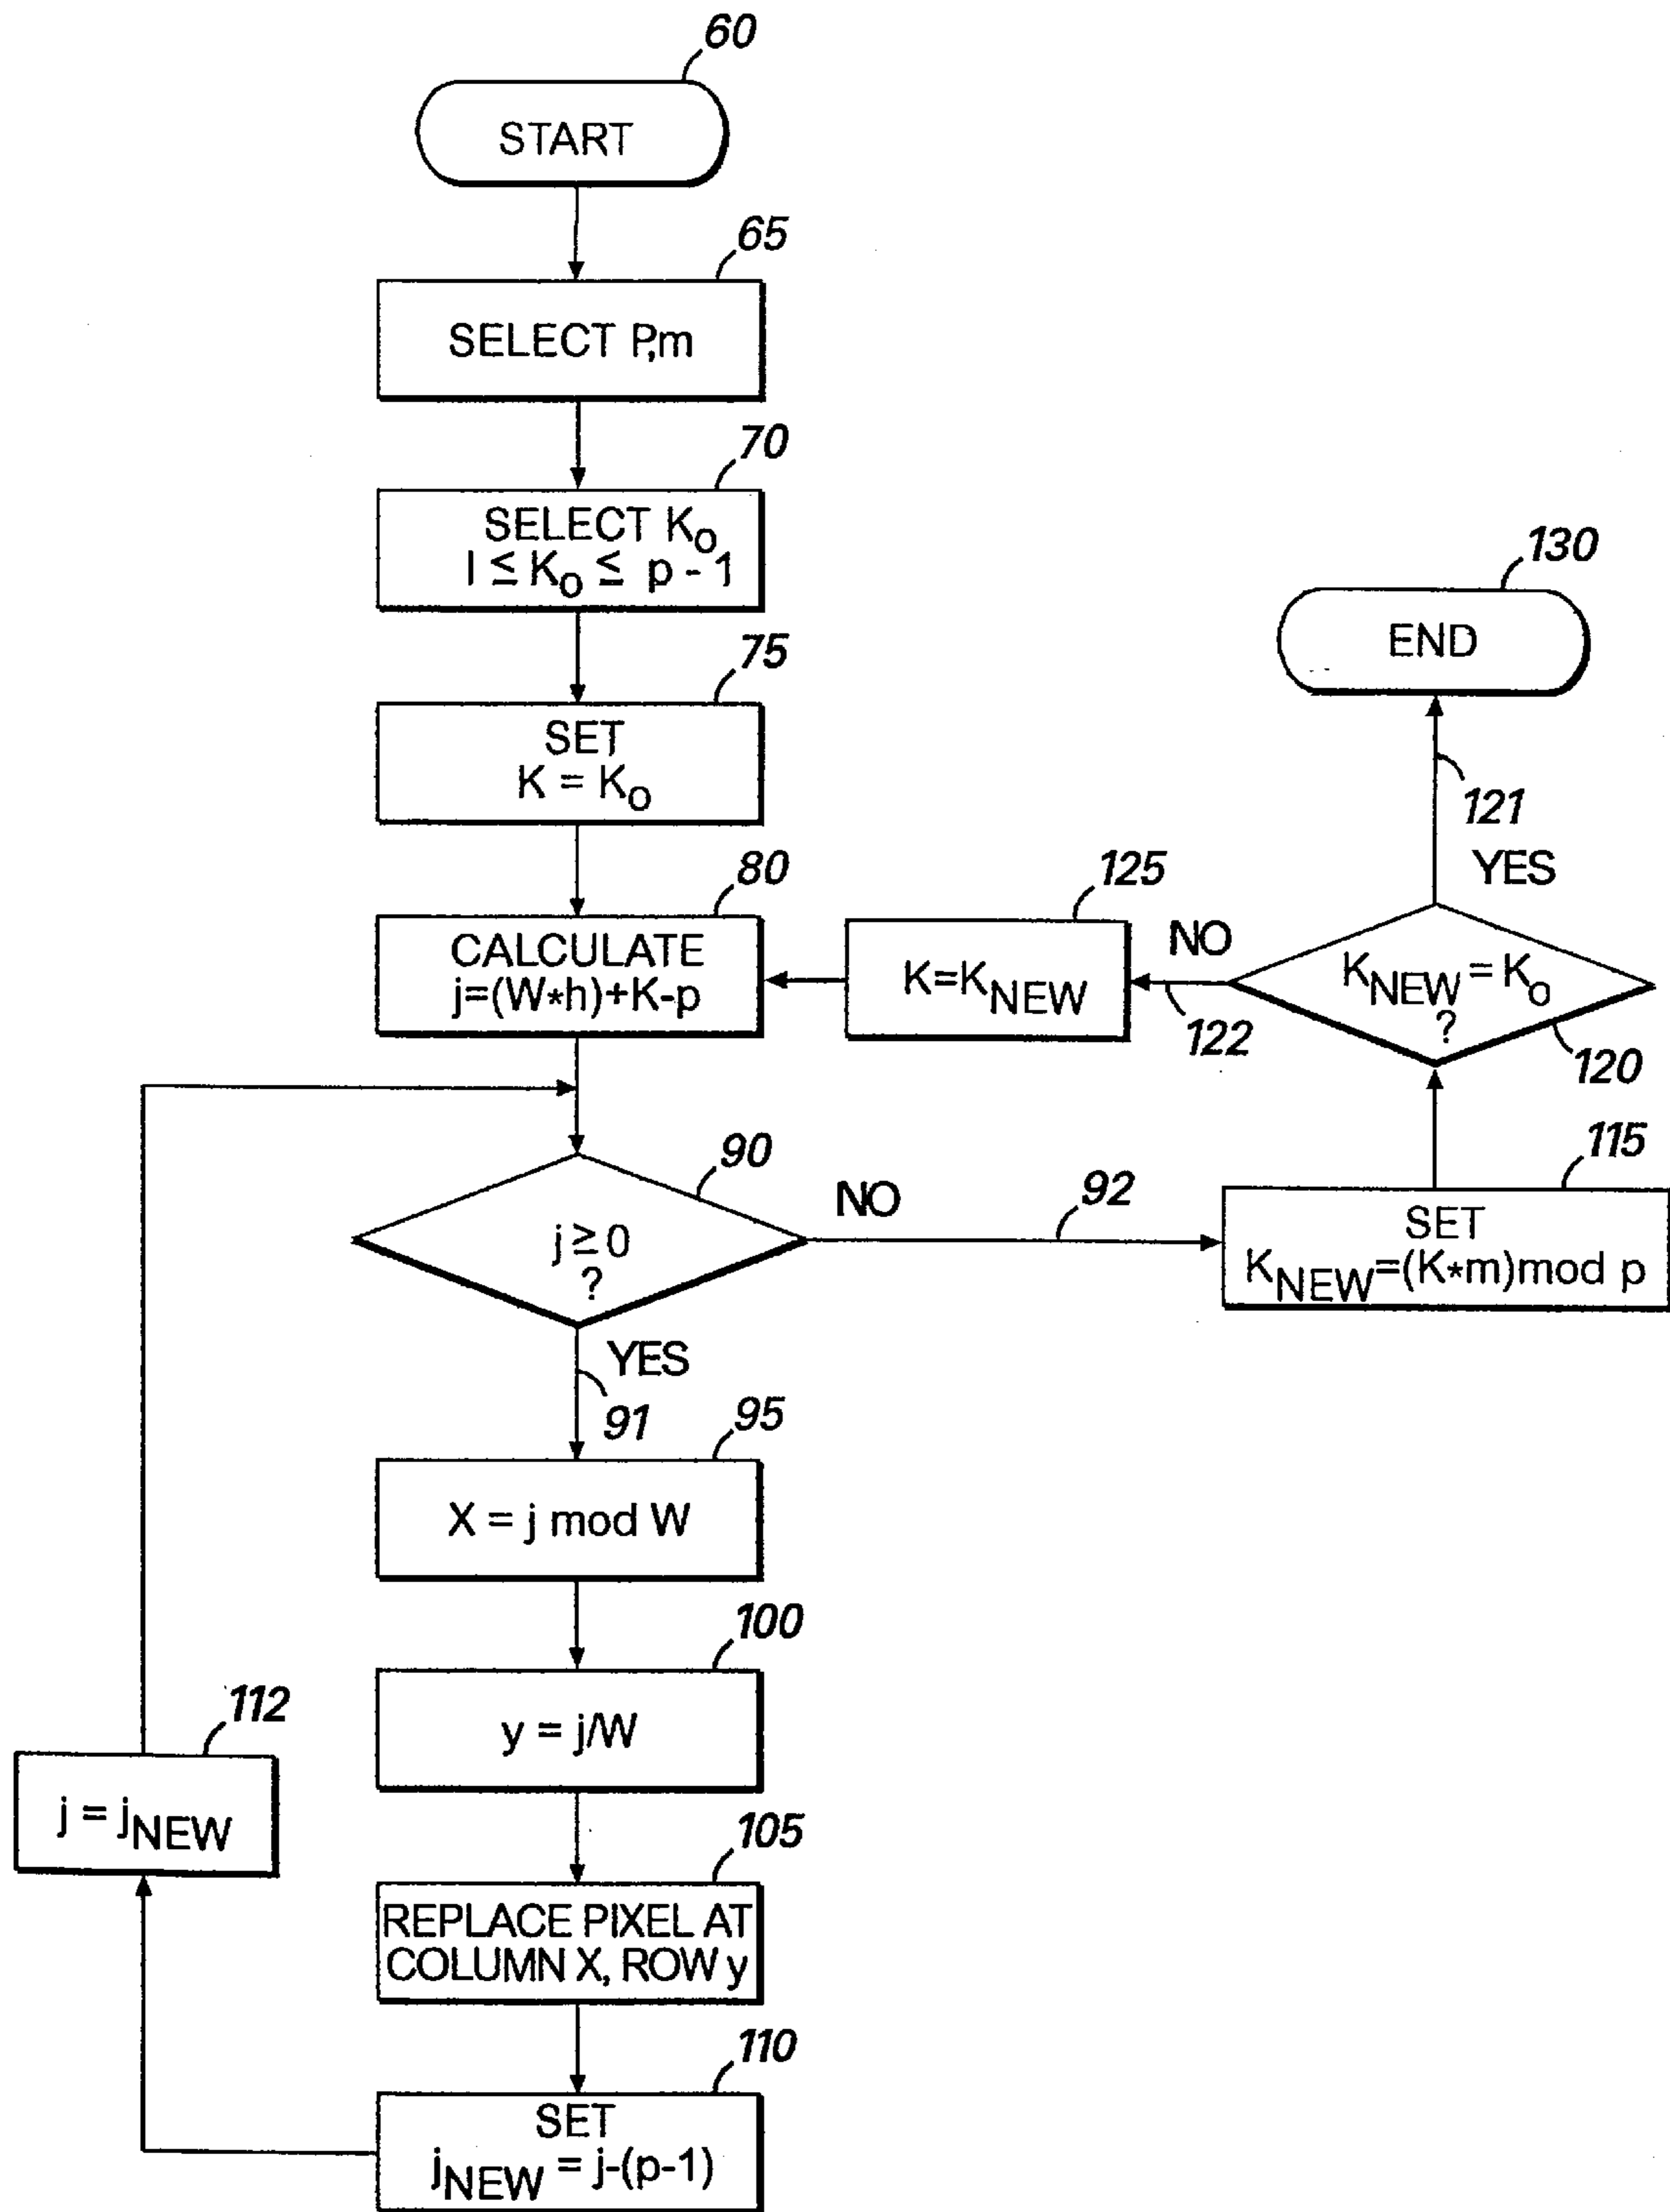 60
START
65
SELECT P,m
70
SELECT K₀
1 ≤ K₀ ≤ p - 1
75
SET
K = K₀
80
CALCULATE
j=(W*h)+K-p
90
j ≥ 0
?
NO
92
YES
91
95
X = j mod W
100
y = j/W
105
REPLACE PIXEL AT
COLUMN X, ROW y
110
SET
jNEW = j-(p-1)
112
j = jNEW
115
SET
KNEW=(K*m)mod p
120
KNEW = K₀
?
NO
122
125
K=KNEW
YES
121
130
END